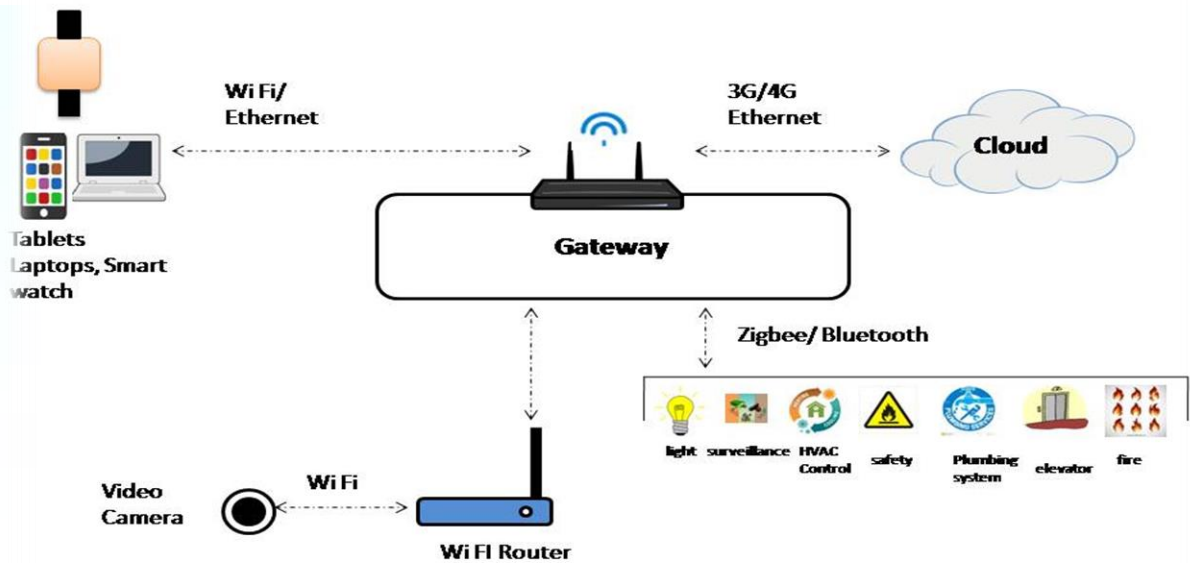 Wi Fi/
Ethernet
3G/4G
Ethernet
Cloud
Tablets
Laptops, Smart
watch
Gateway
Zigbee/ Bluetooth
light
surveillance
HVAC
Control
safety
Plumbing
system
elevator
fire
Video
Camera
Wi Fi
Wi FI Router